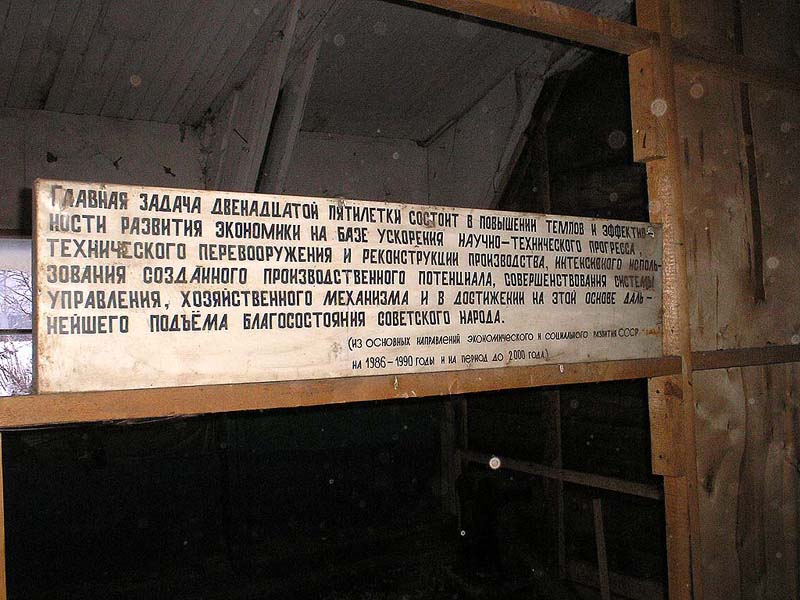 Главная задача двенадцатой пятилетки состоит в повышении темпов и эффектив-
ности развития экономики на базе ускорения научно-технического прогресса,
технического перевооружения и реконструкции производства, интенсивного исполь-
зования созданного производственного потенциала, совершенствования системы
управления, хозяйственного механизма и в достижении на этой основе даль-
нейшего подъёма благосостояния советского народа.
(из основных направлений экономического и социального развития СССР
на 1986-1990 годы и на период до 2000 года)